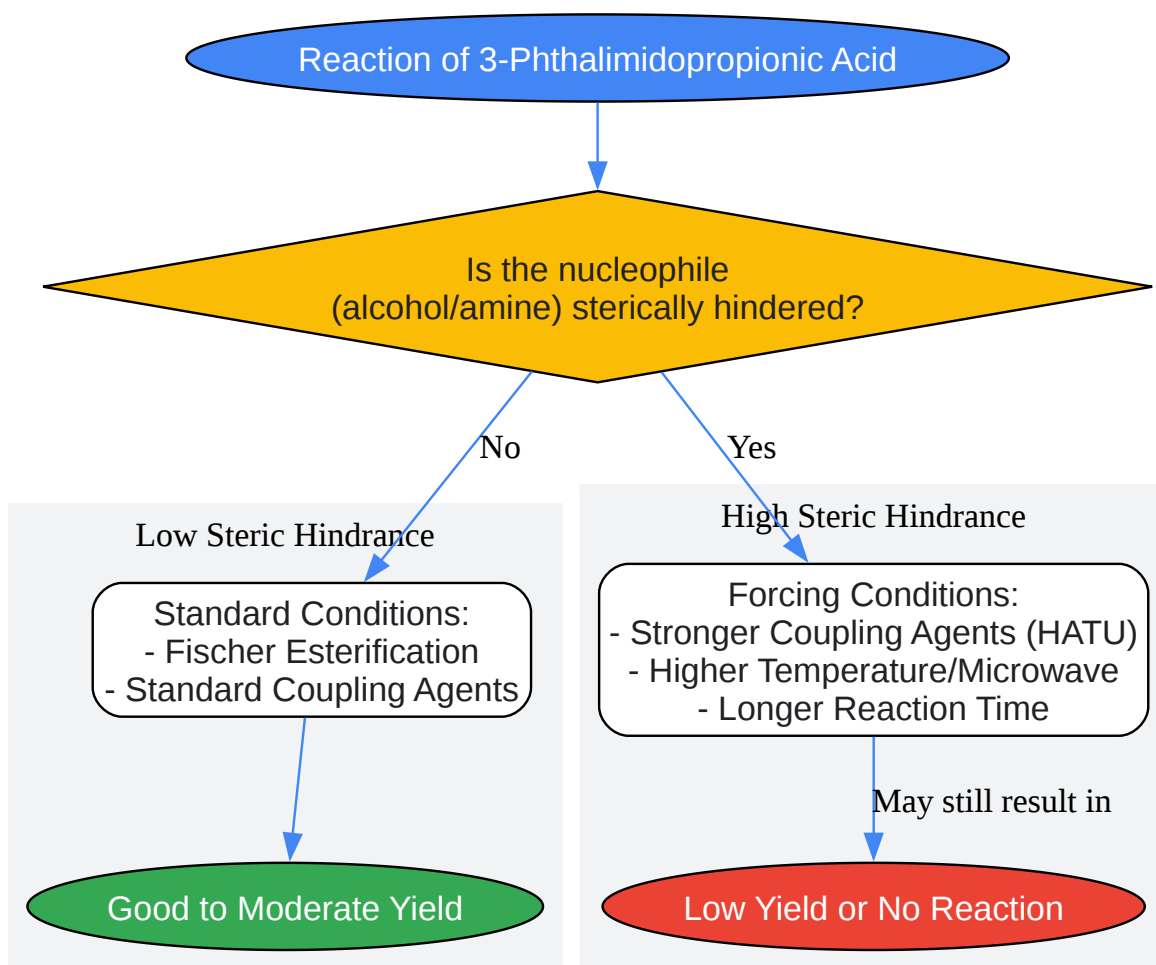 Reaction of 3-Phthalimidopropionic Acid
Is the nucleophile
(alcohol/amine) sterically hindered?
No
Yes
Low Steric Hindrance
Standard Conditions:
- Fischer Esterification
- Standard Coupling Agents
Good to Moderate Yield
High Steric Hindrance
Forcing Conditions:
- Stronger Coupling Agents (HATU)
- Higher Temperature/Microwave
- Longer Reaction Time
May still result in
Low Yield or No Reaction